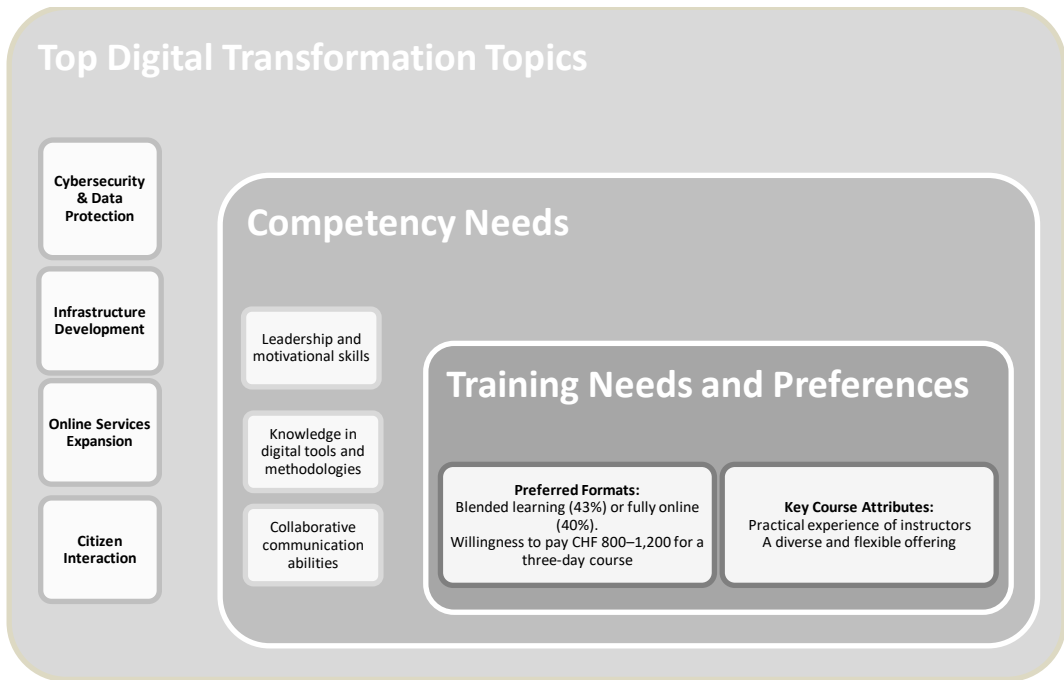 Top Digital Transformation Topics
Cybersecurity
& Data
Protection
Infrastructure
Development
Online Services
Expansion
Citizen
Interaction
Competency Needs
Leadership and
motivational skills
Knowledge in
digital tools and
methodologies
Collaborative
communication
abilities
Training Needs and Preferences
Preferred Formats:
Blended learning (43%) or fully online
(40%).
Willingness to pay CHF 800–1,200 for a
three-day course
Key Course Attributes:
Practical experience of instructors
A diverse and flexible offering